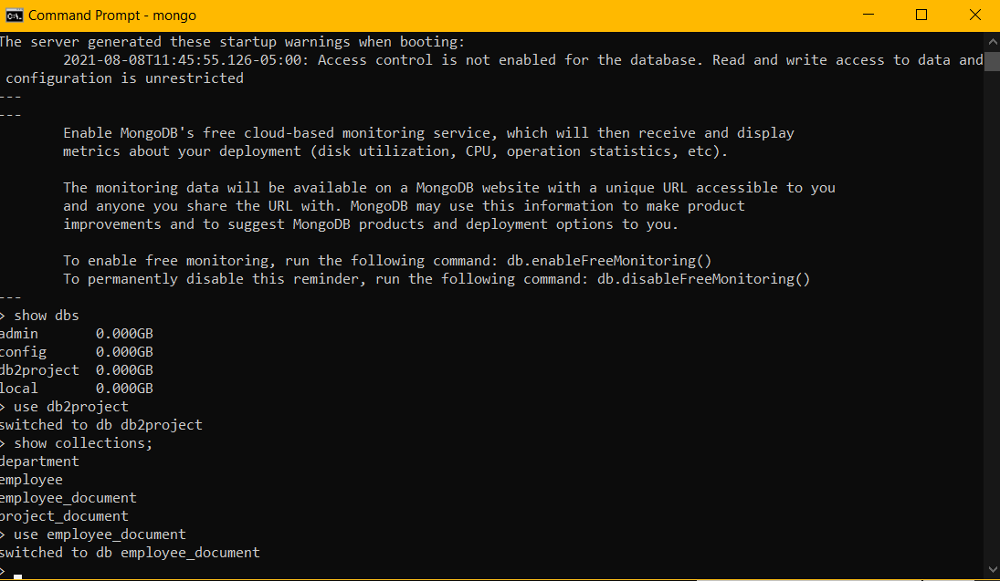 Command Prompt - mongo
The server generated these startup warnings when booting:
2021-08-08T11:45:55.126-05:00: Access control is not enabled for the database. Read and write access to data and
configuration is unrestricted
---
---
Enable MongoDB's free cloud-based monitoring service, which will then receive and display
metrics about your deployment (disk utilization, CPU, operation statistics, etc).
The monitoring data will be available on a MongoDB website with a unique URL accessible to you
and anyone you share the URL with. MongoDB may use this information to make product
improvements and to suggest MongoDB products and deployment options to you.
To enable free monitoring, run the following command: db.enableFreeMonitoring()
To permanently disable this reminder, run the following command: db.disableFreeMonitoring()
---
> show dbs
admin 0.000GB
config 0.000GB
db2project 0.000GB
local 0.000GB
> use db2project
switched to db db2project
> show collections;
department
employee
employee_document
project_document
> use employee_document
switched to db employee_document
>